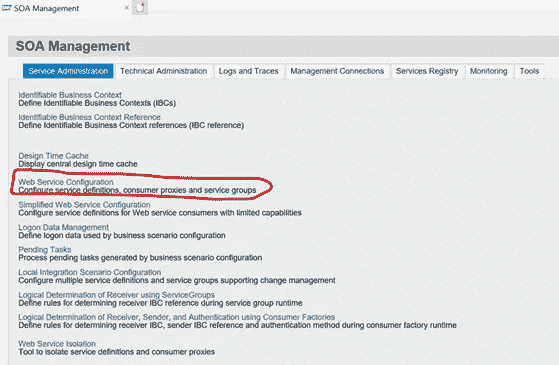 SOA Management
SOA Management
Service Administration
Technical Administration
Logs and Traces
Management Connections
Services Registry
Monitoring
Tools
Identifiable Business Context
Define Identifiable Business Contexts (IBCs)
Identifiable Business Context Reference
Define Identifiable Business Context references (IBC reference)
Design Time Cache
Display central design time cache
Web Service Configuration
Configure service definitions, consumer proxies and service groups
Simplified Web Service Configuration
Configure service definitions for Web service consumers with limited capabilities
Logon Data Management
Define logon data used by business scenario configuration
Pending Tasks
Process pending tasks generated by business scenario configuration
Local Integration Scenario Configuration
Configure multiple service definitions and service groups supporting change management
Logical Determination of Receiver using ServiceGroups
Define rules for determining receiver IBC reference during service group runtime
Logical Determination of Receiver, Sender, and Authentication using Consumer Factories
Define rules for determining receiver IBC, sender IBC reference and authentication method during consumer factory runtime
Web Service Isolation
Tool to isolate service definitions and consumer proxies